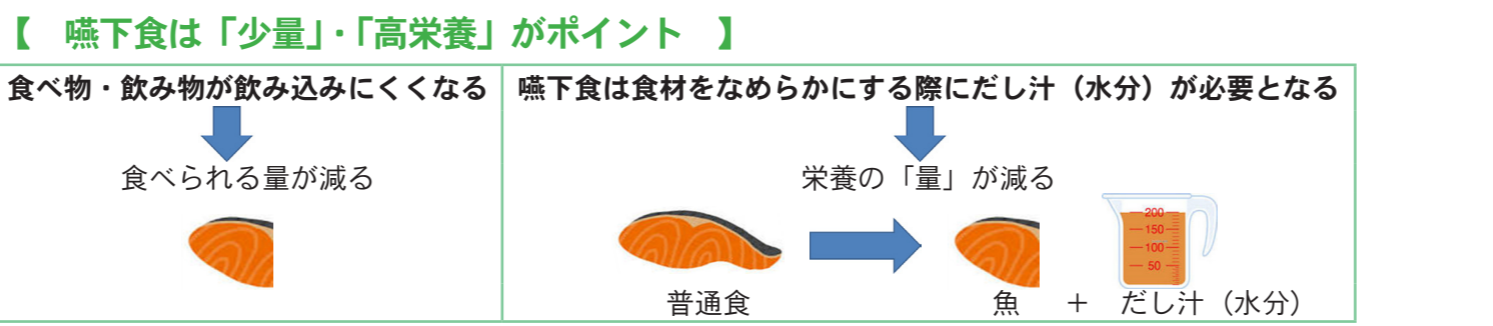 【　嚥下食は「少量」・「高栄養」がポイント　】
食べ物・飲み物が飲み込みにくくなる
食べられる量が減る
嚥下食は食材をなめらかにする際にだし汁（水分）が必要となる
栄養の「量」が減る
200
150
100
50
普通食
魚　＋　だし汁（水分）